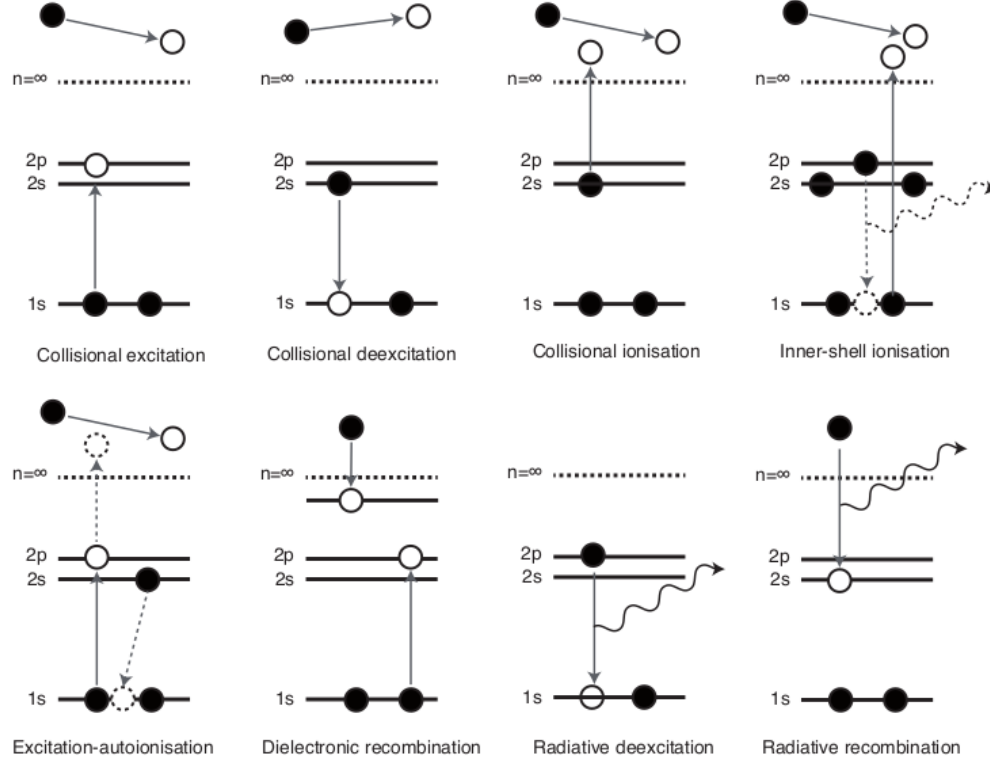 n=∞ n=∞ n=∞ n=∞
2p 2p 2p 2p
2s 2s 2s 2s
1s 1s 1s 1s
Collisional excitation Collisional deexcitation Collisional ionisation Inner-shell ionisation
n=∞ n=∞ n=∞ n=∞
2p 2p 2p 2p
2s 2s 2s 2s
1s 1s 1s 1s
Excitation-autoionisation Dielectronic recombination Radiative deexcitation Radiative recombination